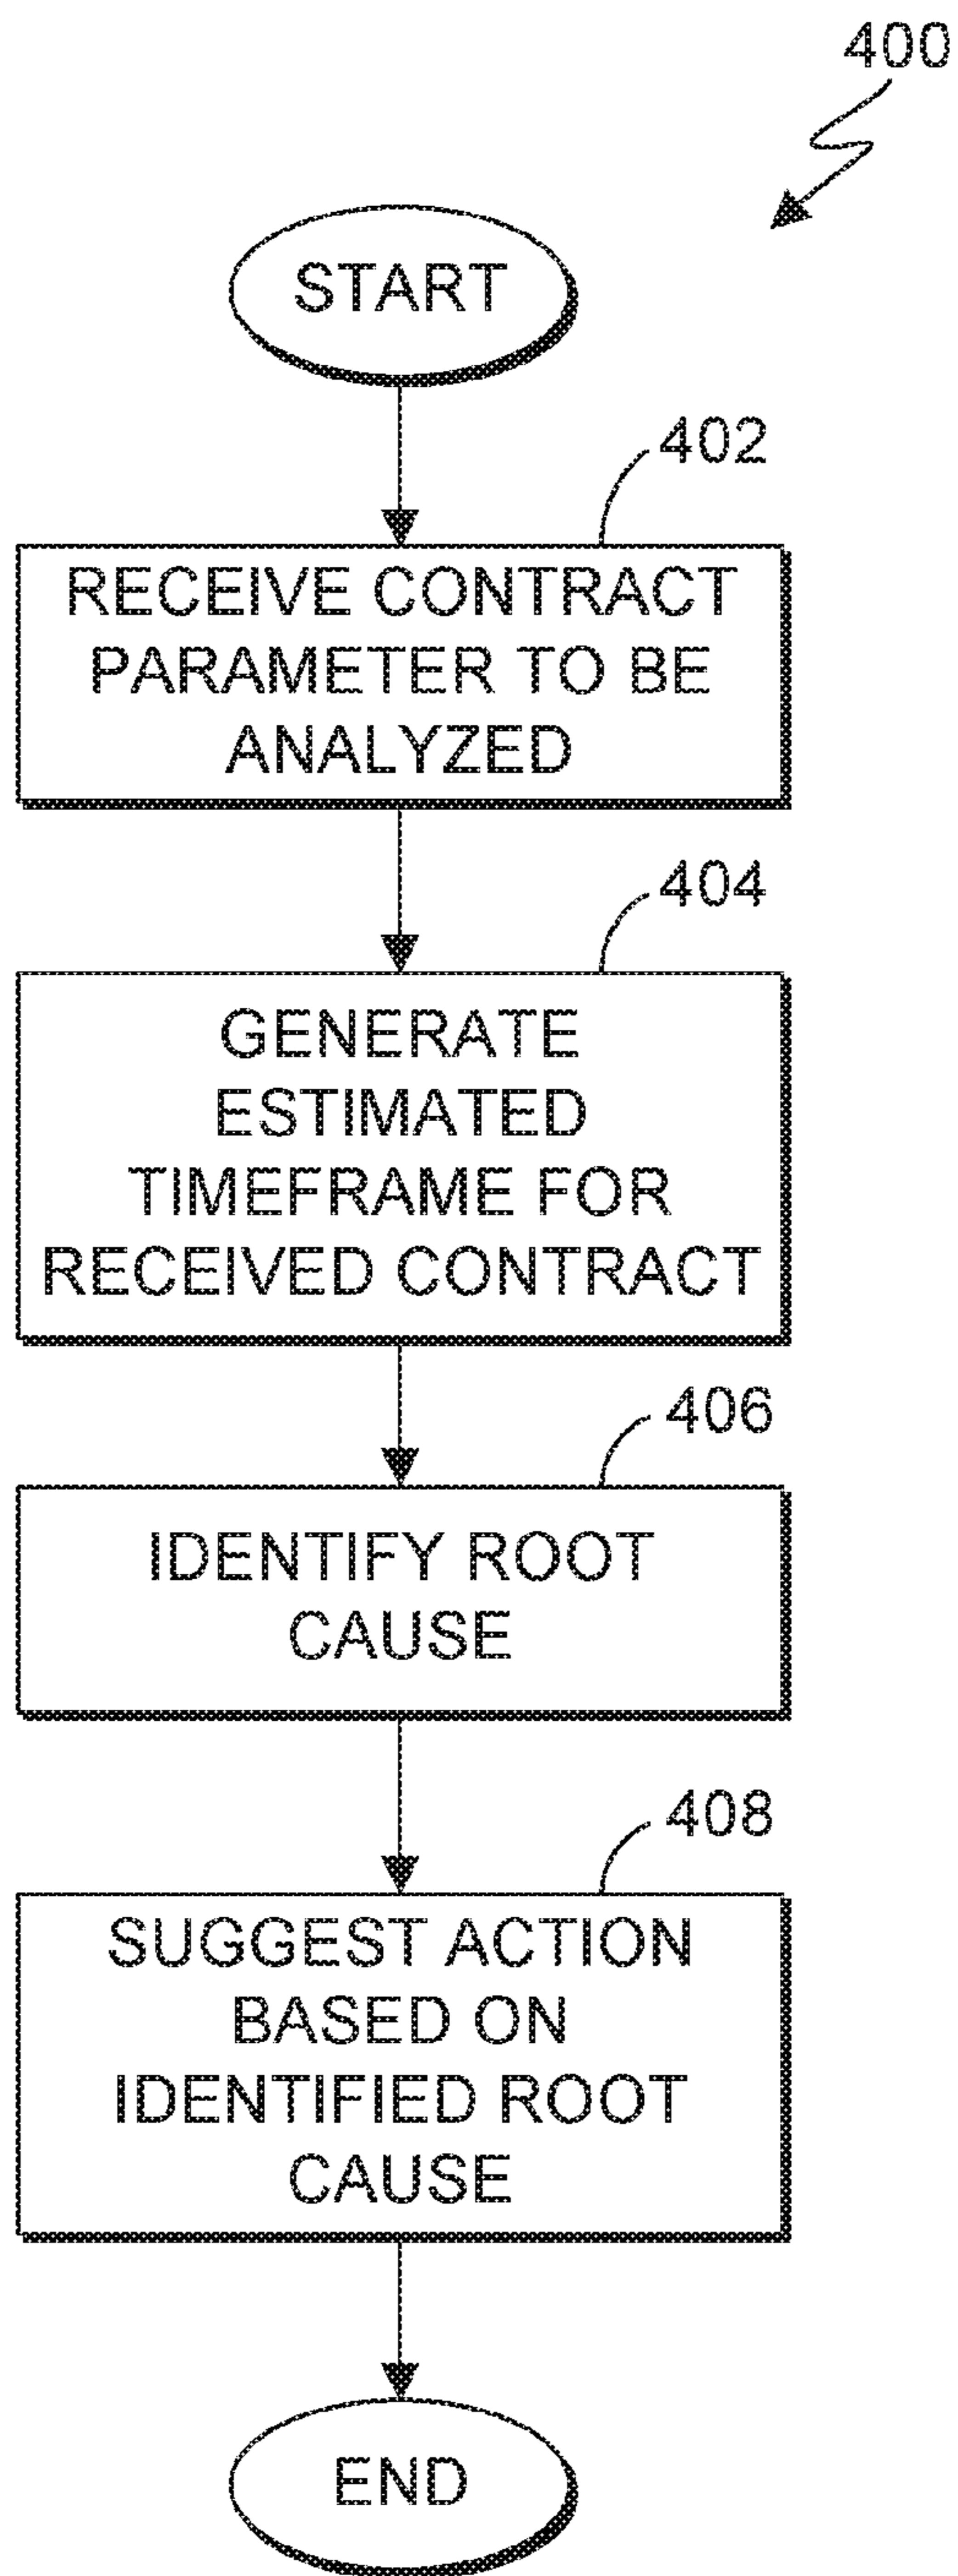 400
START
402
RECEIVE CONTRACT
PARAMETER TO BE
ANALYZED
404
GENERATE
ESTIMATED
TIMEFRAME FOR
RECEIVED CONTRACT
406
IDENTIFY ROOT
CAUSE
408
SUGGEST ACTION
BASED ON
IDENTIFIED ROOT
CAUSE
END